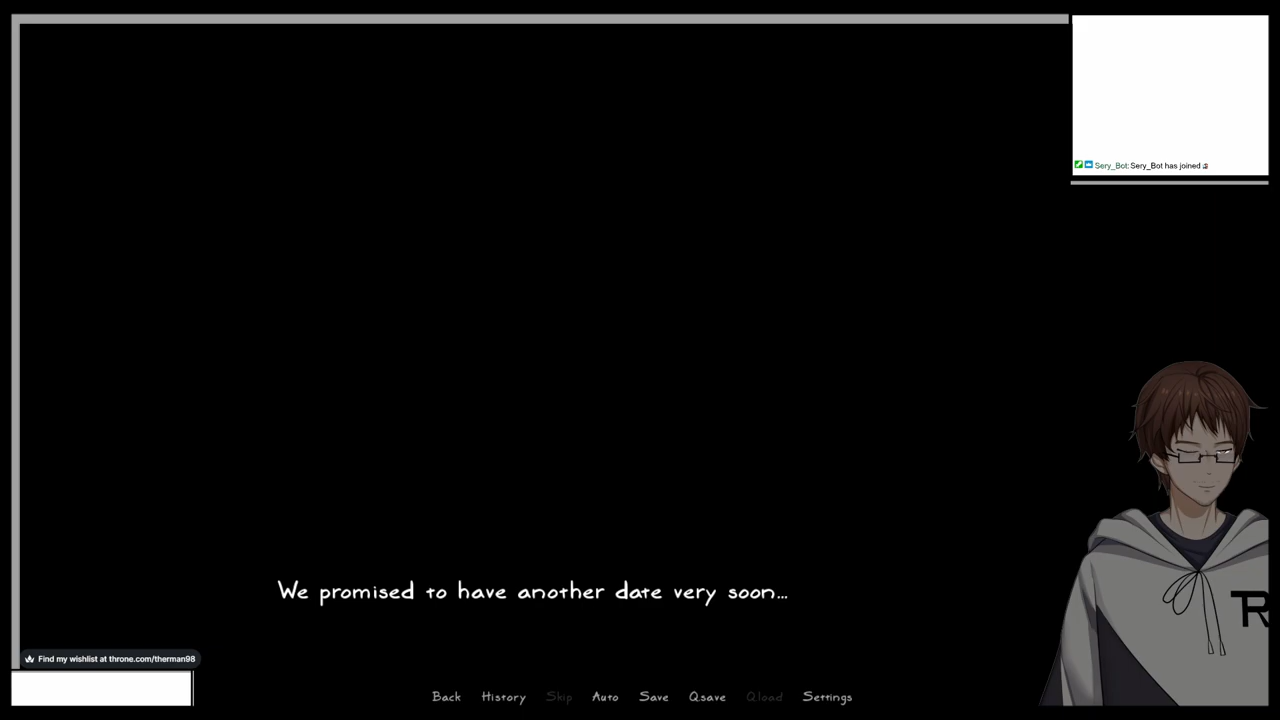 Sery_Bot: Sery_Bot has joined
We promised to have another date very soon...
TR
Find my wishlist at throne.com/therman98
Back History Skip Auto Save Qsave Qload Settings